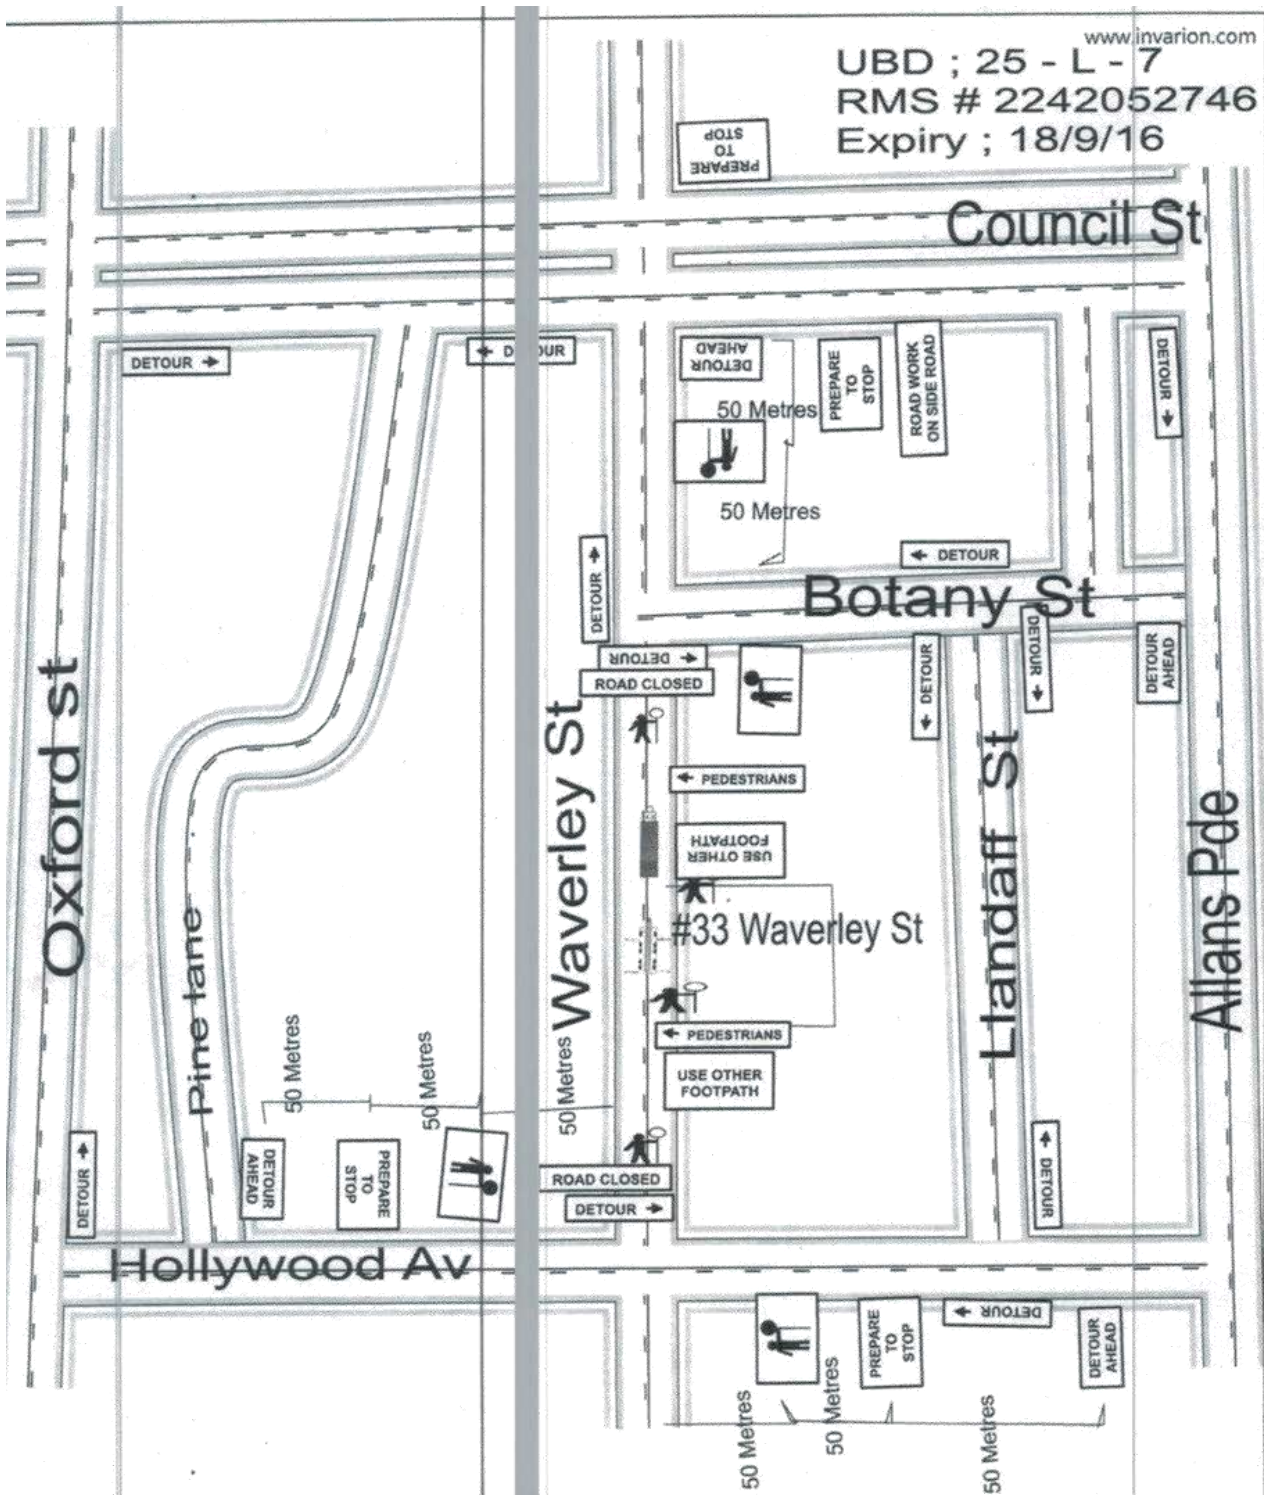 www.invarion.com
UBD ; 25 - L - 7
RMS # 2242052746
Expiry ; 18/9/16
PREPARE
TO
STOP
Council St
DETOUR
DETOUR
DETOUR
AHEAD
50 Metres
PREPARE
TO
STOP
ROAD WORK
ON SIDE ROAD
DETOUR
50 Metres
DETOUR
DETOUR
Botany St
DETOUR
ROAD CLOSED
DETOUR
DETOUR
DETOUR
AHEAD
Oxford st
Waverley St
PEDESTRIANS
USE OTHER
FOOTPATH
#33 Waverley St
Llandaff St
Allans Pde
Pine lane
PEDESTRIANS
USE OTHER
FOOTPATH
50 Metres
50 Metres
50 Metres
DETOUR
DETOUR
AHEAD
PREPARE
TO
STOP
ROAD CLOSED
DETOUR
DETOUR
Hollywood Av
PREPARE
TO
STOP
DETOUR
DETOUR
AHEAD
50 Metres
50 Metres
50 Metres